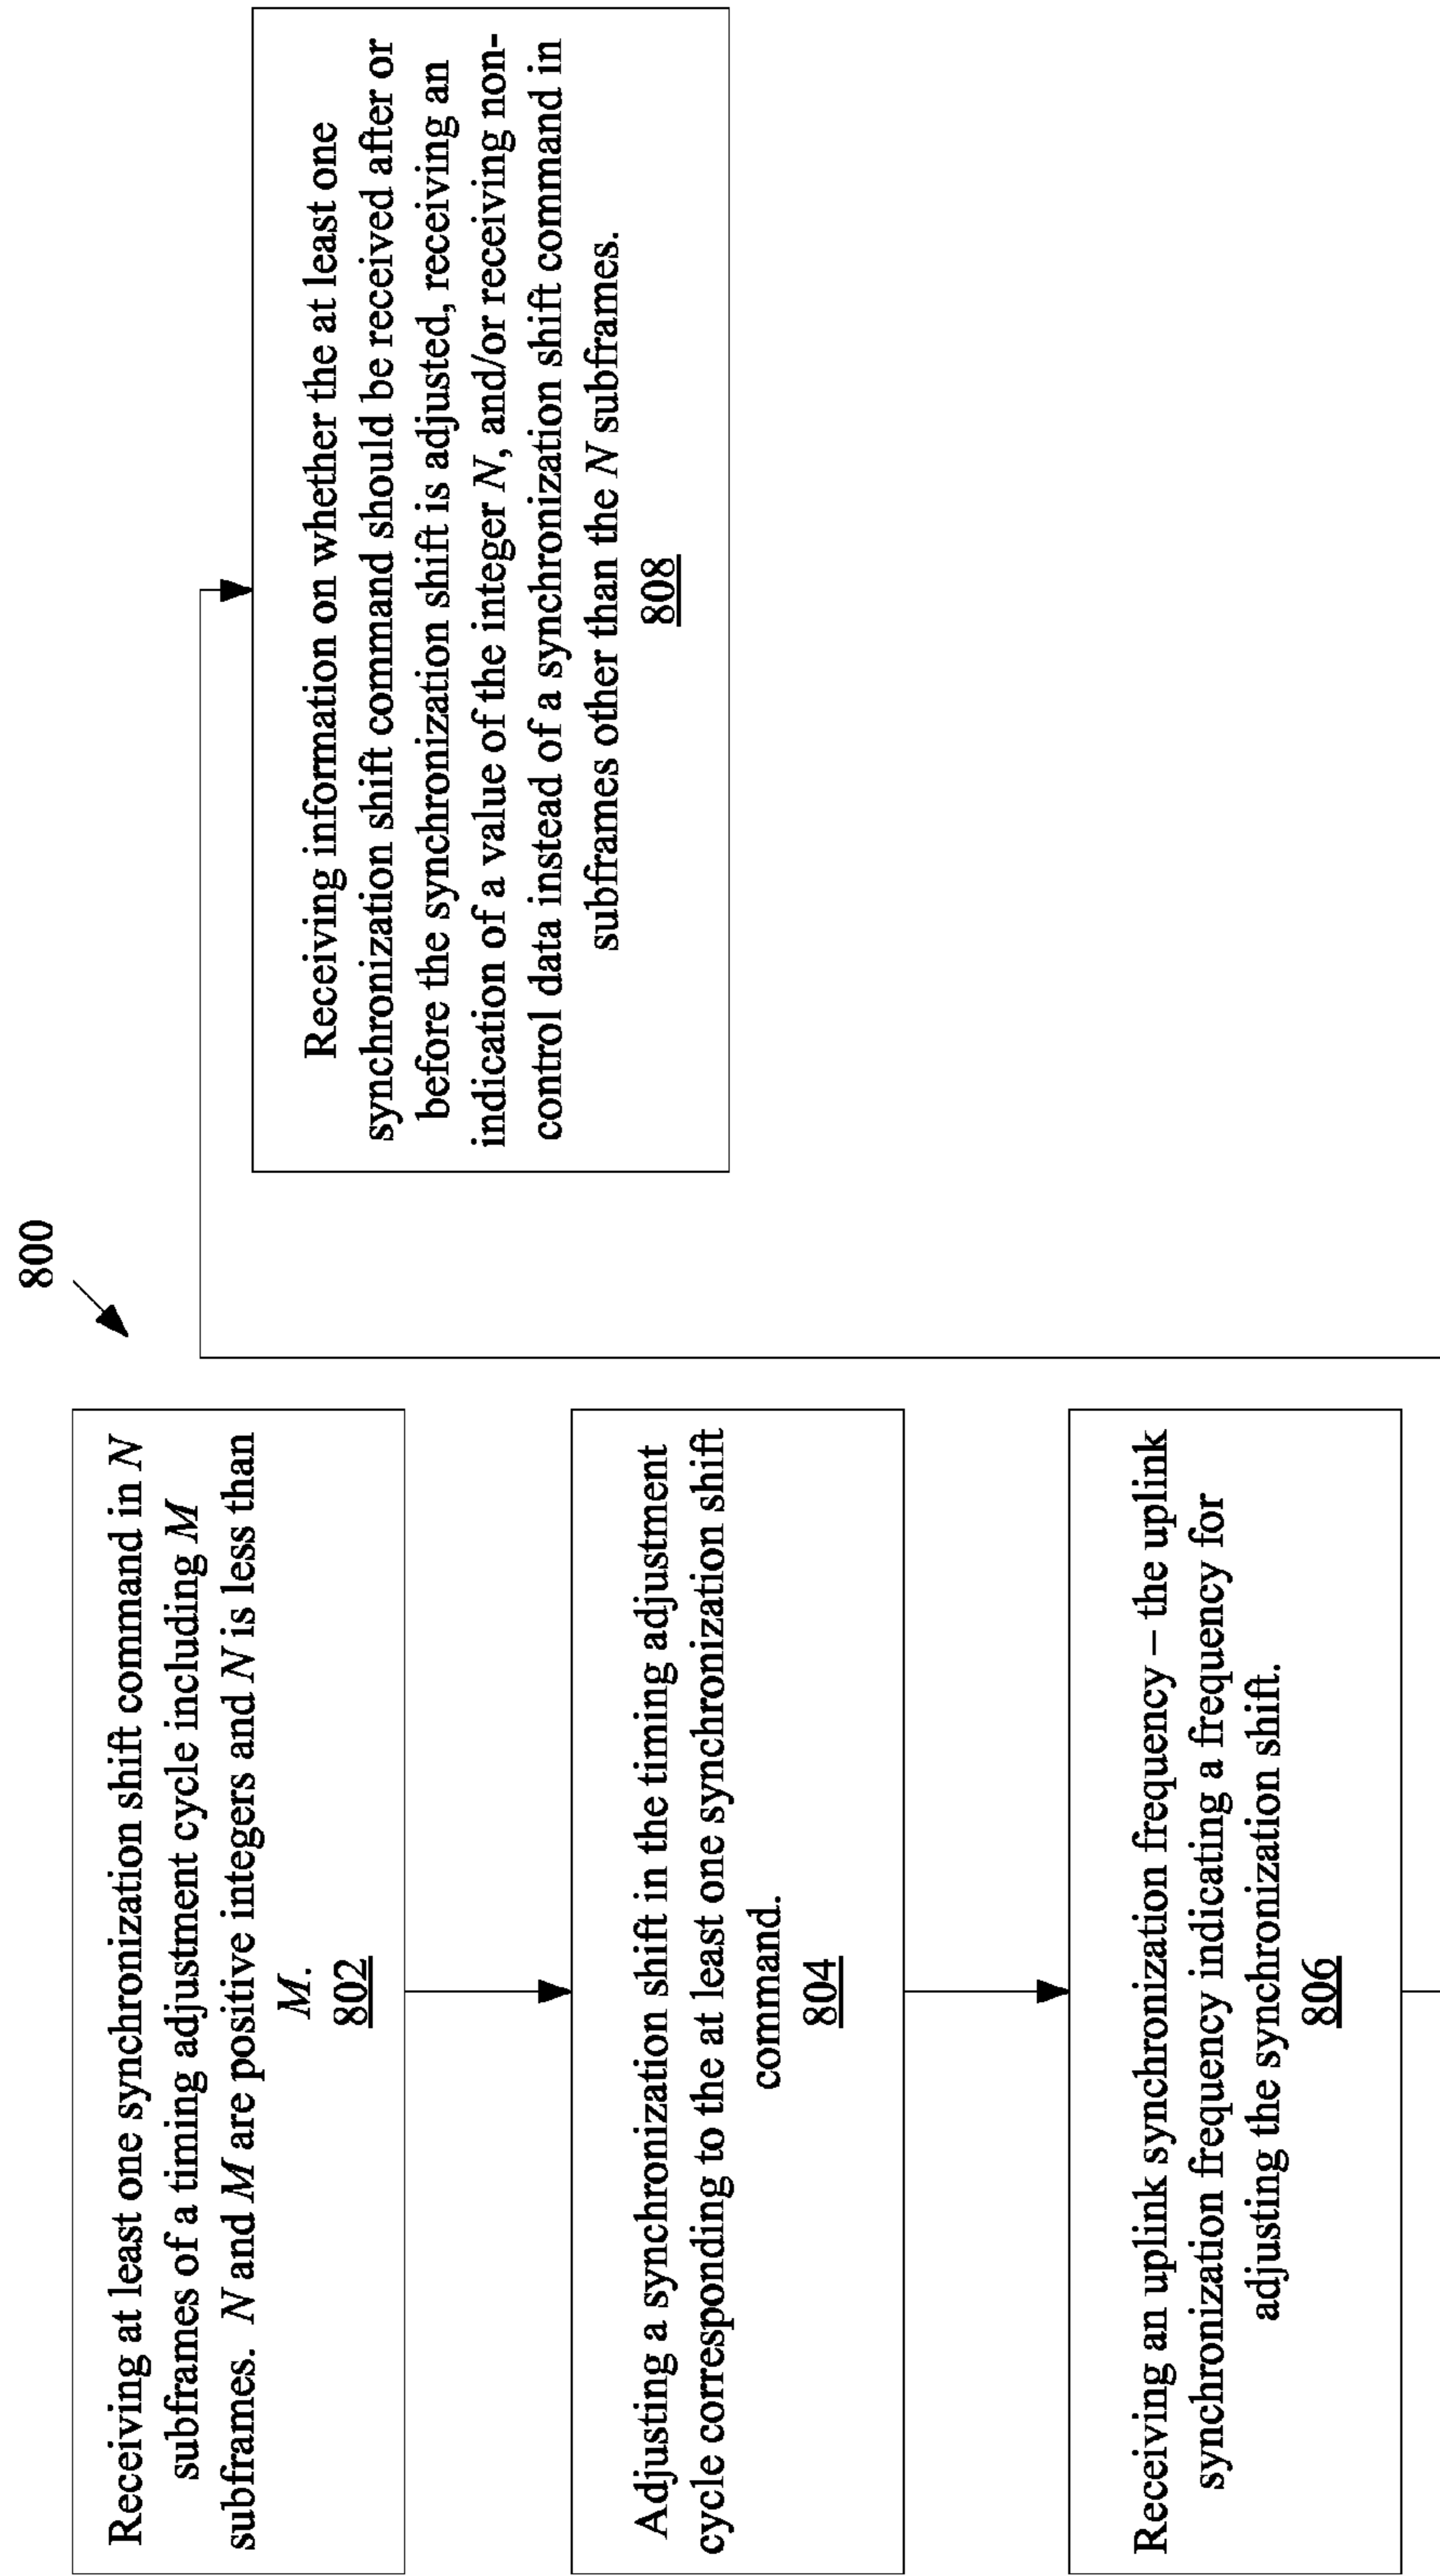 800
Receiving at least one synchronization shift command in N
subframes of a timing adjustment cycle including M
subframes. N and M are positive integers and N is less than
M.
802
Adjusting a synchronization shift in the timing adjustment
cycle corresponding to the at least one synchronization shift
command.
804
Receiving an uplink synchronization frequency – the uplink
synchronization frequency indicating a frequency for
adjusting the synchronization shift.
806
Receiving information on whether the at least one
synchronization shift command should be received after or
before the synchronization shift is adjusted, receiving an
indication of a value of the integer N, and/or receiving non-
control data instead of a synchronization shift command in
subframes other than the N subframes.
808